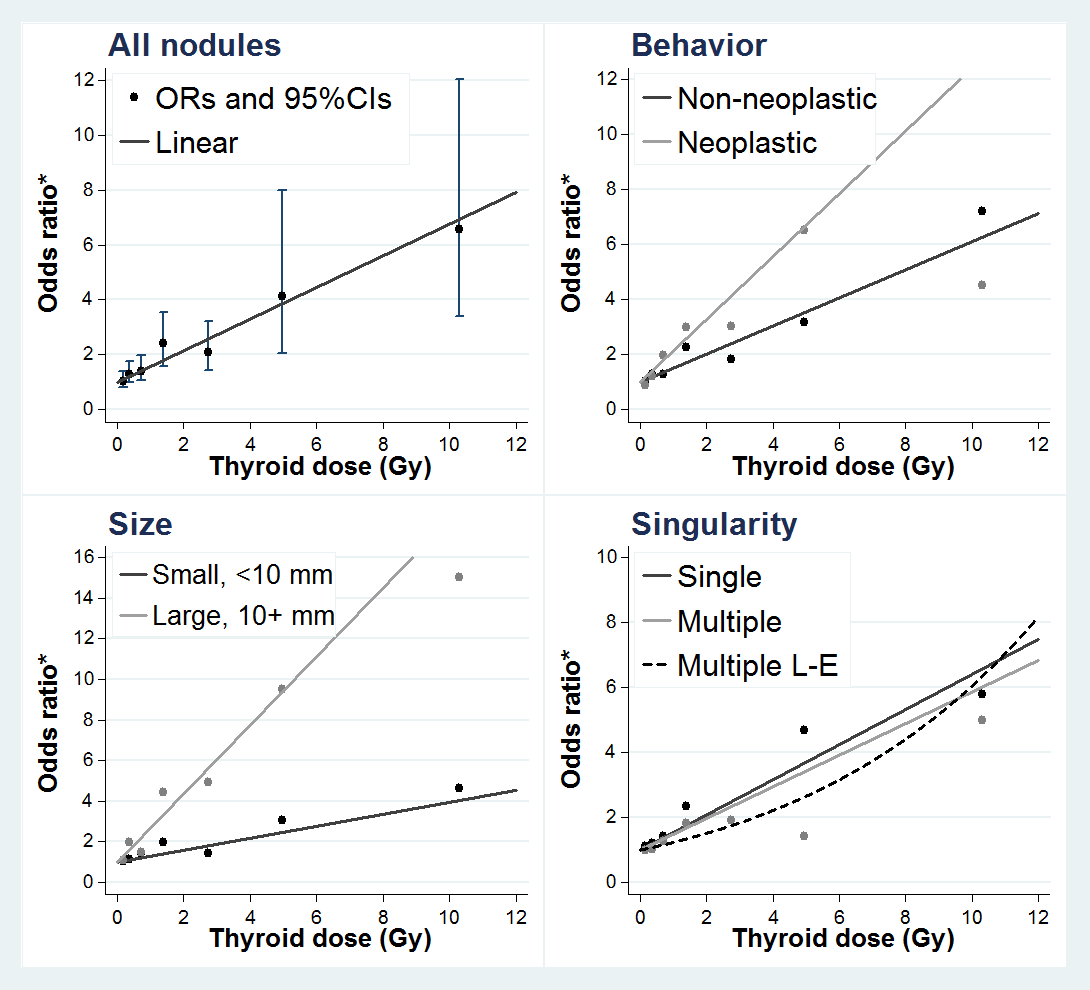 All nodules
12
10
8
6
4
2
0
ORs and 95%CIs
Linear
Odds ratio*
0 2 4 6 8 10 12
Thyroid dose (Gy)
Behavior
12
10
8
6
4
2
0
Non-neoplastic
Neoplastic
Odds ratio*
0 2 4 6 8 10 12
Thyroid dose (Gy)
Size
16
14
12
10
8
6
4
2
0
Small, <10 mm
Large, 10+ mm
Odds ratio*
0 2 4 6 8 10 12
Thyroid dose (Gy)
Singularity
10
8
6
4
2
0
Single
Multiple
Multiple L-E
Odds ratio*
0 2 4 6 8 10 12
Thyroid dose (Gy)